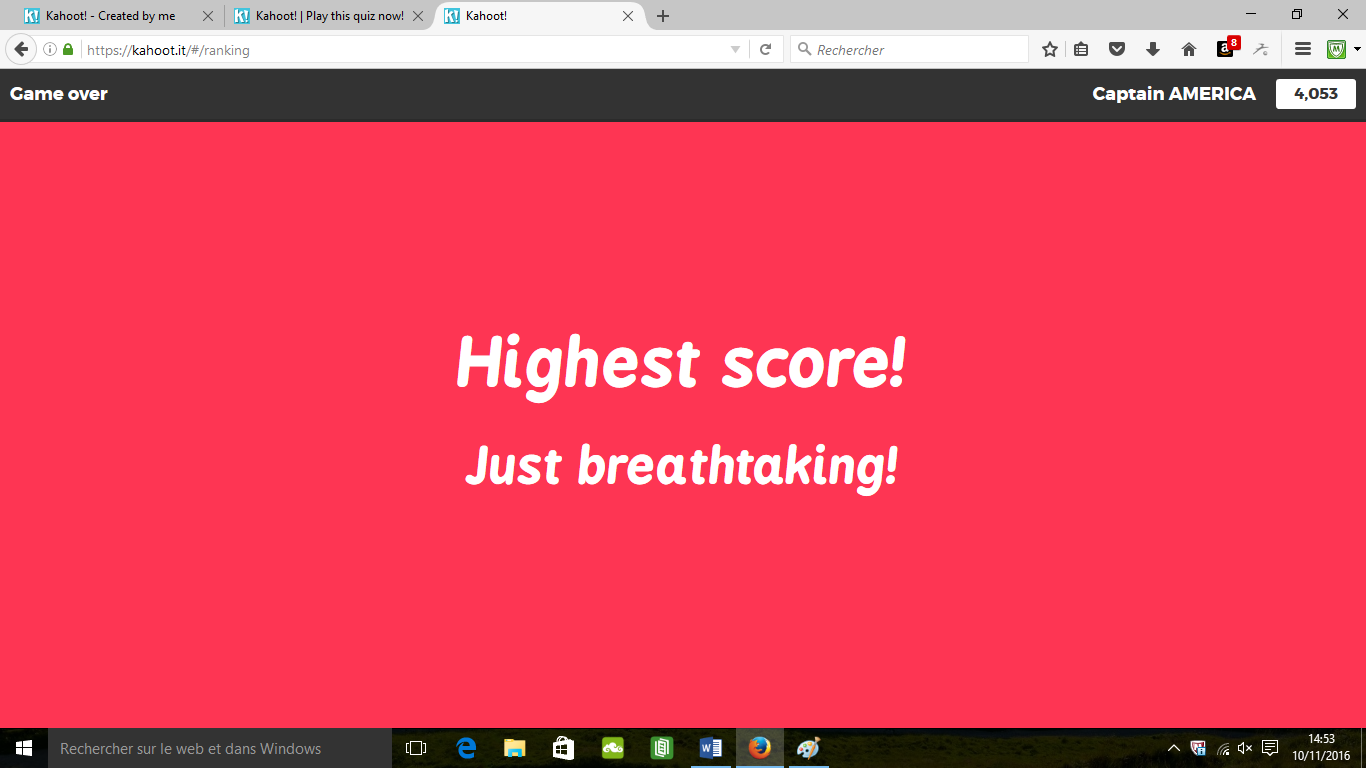 Kahoot! - Created by me
Kahoot! | Play this quiz now!
Kahoot!
https://kahoot.it/#/ranking
Rechercher
8
Game over
Captain AMERICA
4,053
Highest score!
Just breathtaking!
Rechercher sur le web et dans Windows
14:53
10/11/2016